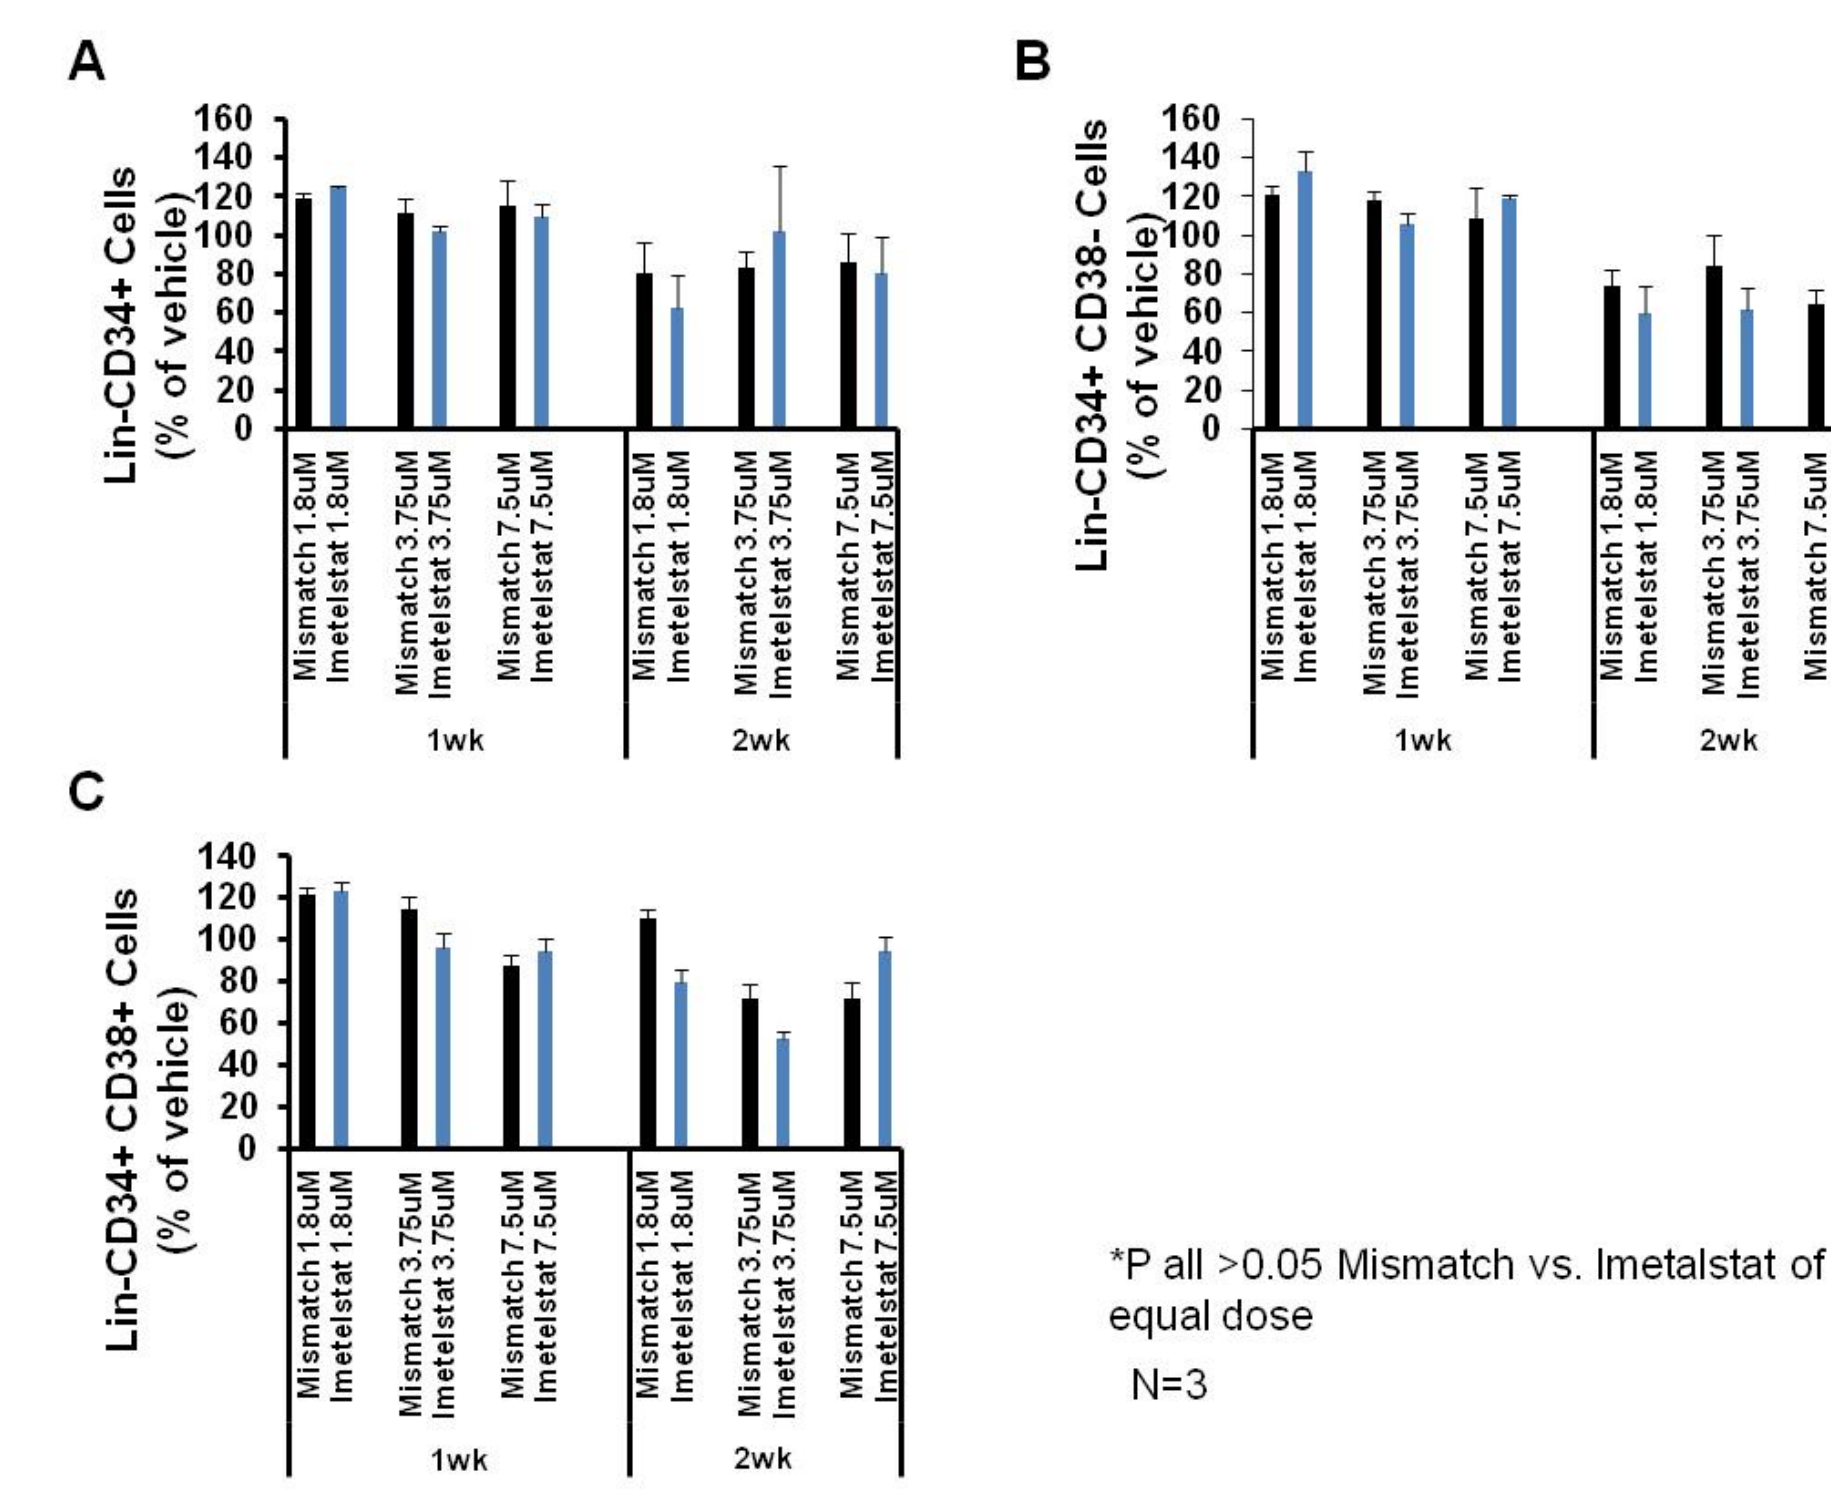 A
Lin-CD34+ Cells
(% of vehicle)
160
140
120
100
80
60
40
20
0
Mismatch 1.8uM
Imetelstat 1.8uM
Mismatch 3.75uM
Imetelstat 3.75uM
Mismatch 7.5uM
Imetelstat 7.5uM
Mismatch 1.8uM
Imetelstat 1.8uM
Mismatch 3.75uM
Imetelstat 3.75uM
Mismatch 7.5uM
Imetelstat 7.5uM
1wk
2wk
B
Lin-CD34+ CD38- Cells
(% of vehicle)
160
140
120
100
80
60
40
20
0
Mismatch 1.8uM
Imetelstat 1.8uM
Mismatch 3.75uM
Imetelstat 3.75uM
Mismatch 7.5uM
Imetelstat 7.5uM
Mismatch 1.8uM
Imetelstat 1.8uM
Mismatch 3.75uM
Imetelstat 3.75uM
Mismatch 7.5uM
1wk
2wk
C
Lin-CD34+ CD38+ Cells
(% of vehicle)
140
120
100
80
60
40
20
0
Mismatch 1.8uM
Imetelstat 1.8uM
Mismatch 3.75uM
Imetelstat 3.75uM
Mismatch 7.5uM
Imetelstat 7.5uM
Mismatch 1.8uM
Imetelstat 1.8uM
Mismatch 3.75uM
Imetelstat 3.75uM
Mismatch 7.5uM
Imetelstat 7.5uM
1wk
2wk
*P all >0.05 Mismatch vs. Imetalstat of
equal dose
N=3